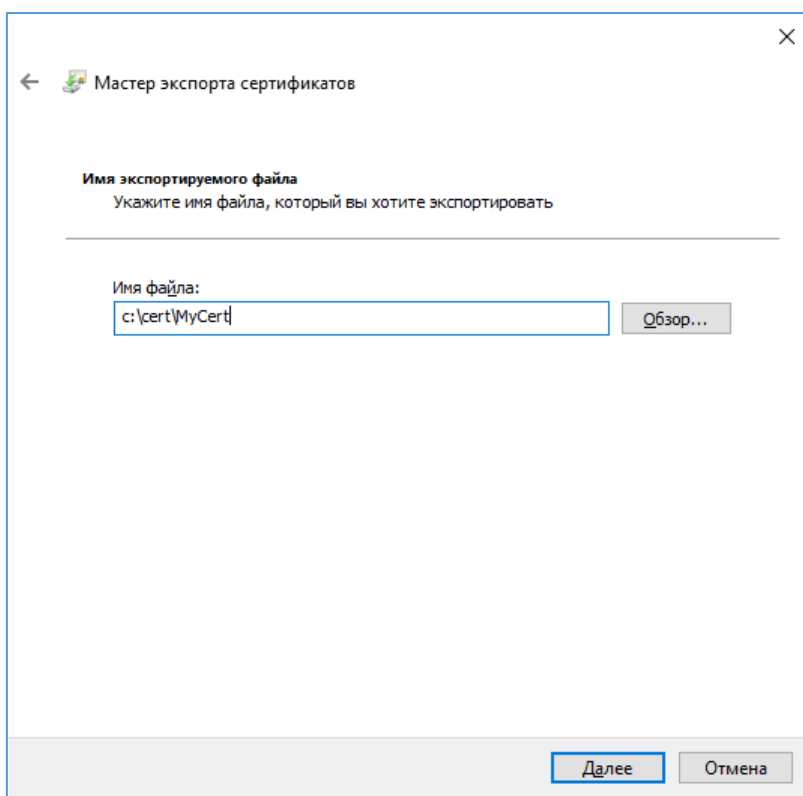 Мастер экспорта сертификатов
Имя экспортируемого файла
Укажите имя файла, который вы хотите экспортировать
Имя файла:
c:\cert\MyCert
Обзор...
Далее
Отмена